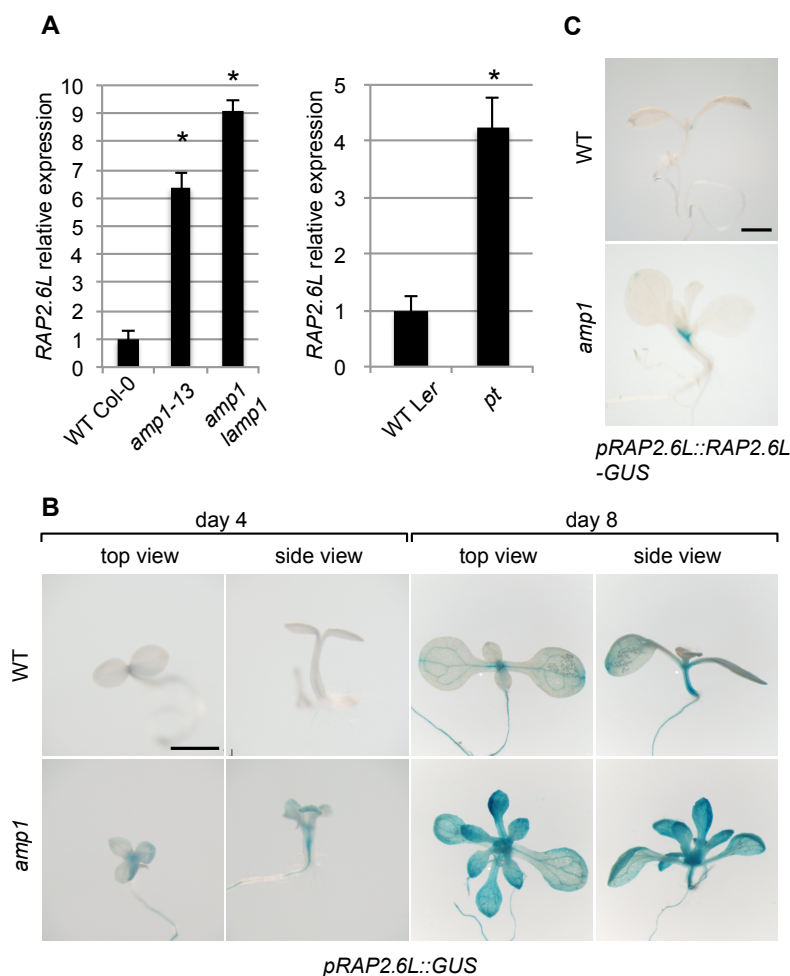 A
RAP2.6L relative expression
10
9
8
7
6
5
4
3
2
1
0
*
*
WT Col-0
amp1-13
amp1
lamp1
RAP2.6L relative expression
5
4
3
2
1
0
*
WT Ler
pt
C
WT
amp1
pRAP2.6L::RAP2.6L
-GUS
B
day 4
day 8
top view
side view
top view
side view
WT
amp1
pRAP2.6L::GUS